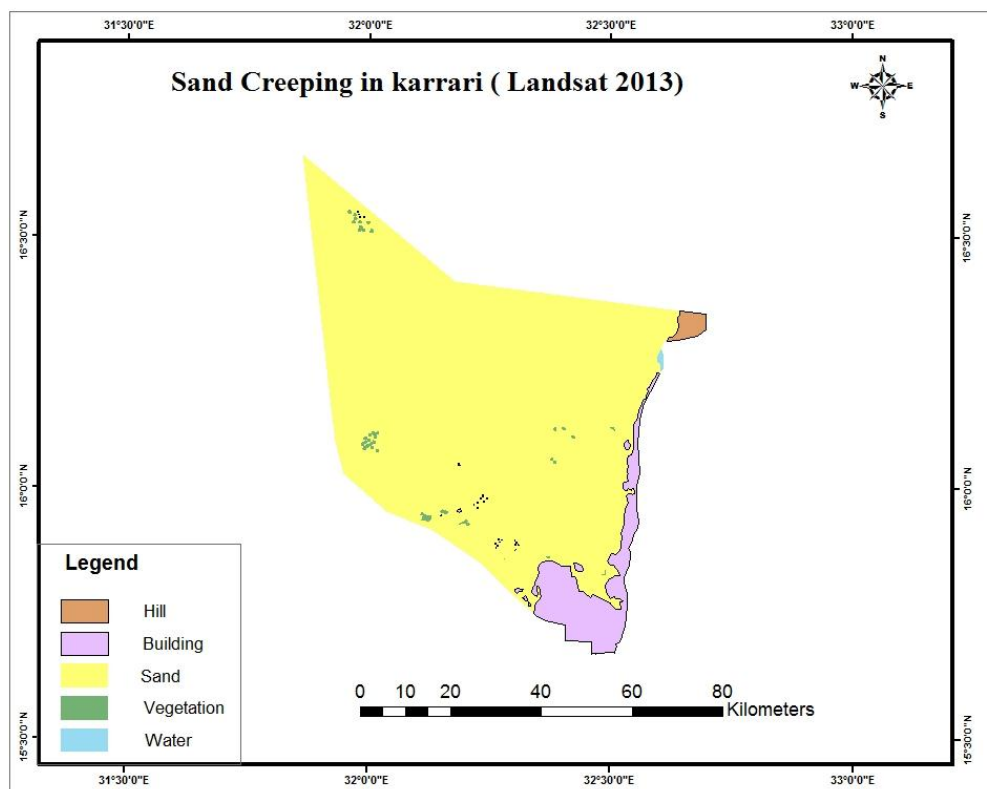 31°30'0"E 32°0'0"E 32°30'0"E 33°0'0"E
Sand Creeping in karrari ( Landsat 2013)
N
W E
S
16°30'0"N 16°30'0"N
16°0'0"N 16°0'0"N
15°30'0"N 15°30'0"N
Legend
Hill
Building
Sand
Vegetation
Water
0 10 20 40 60 80
Kilometers
31°30'0"E 32°0'0"E 32°30'0"E 33°0'0"E